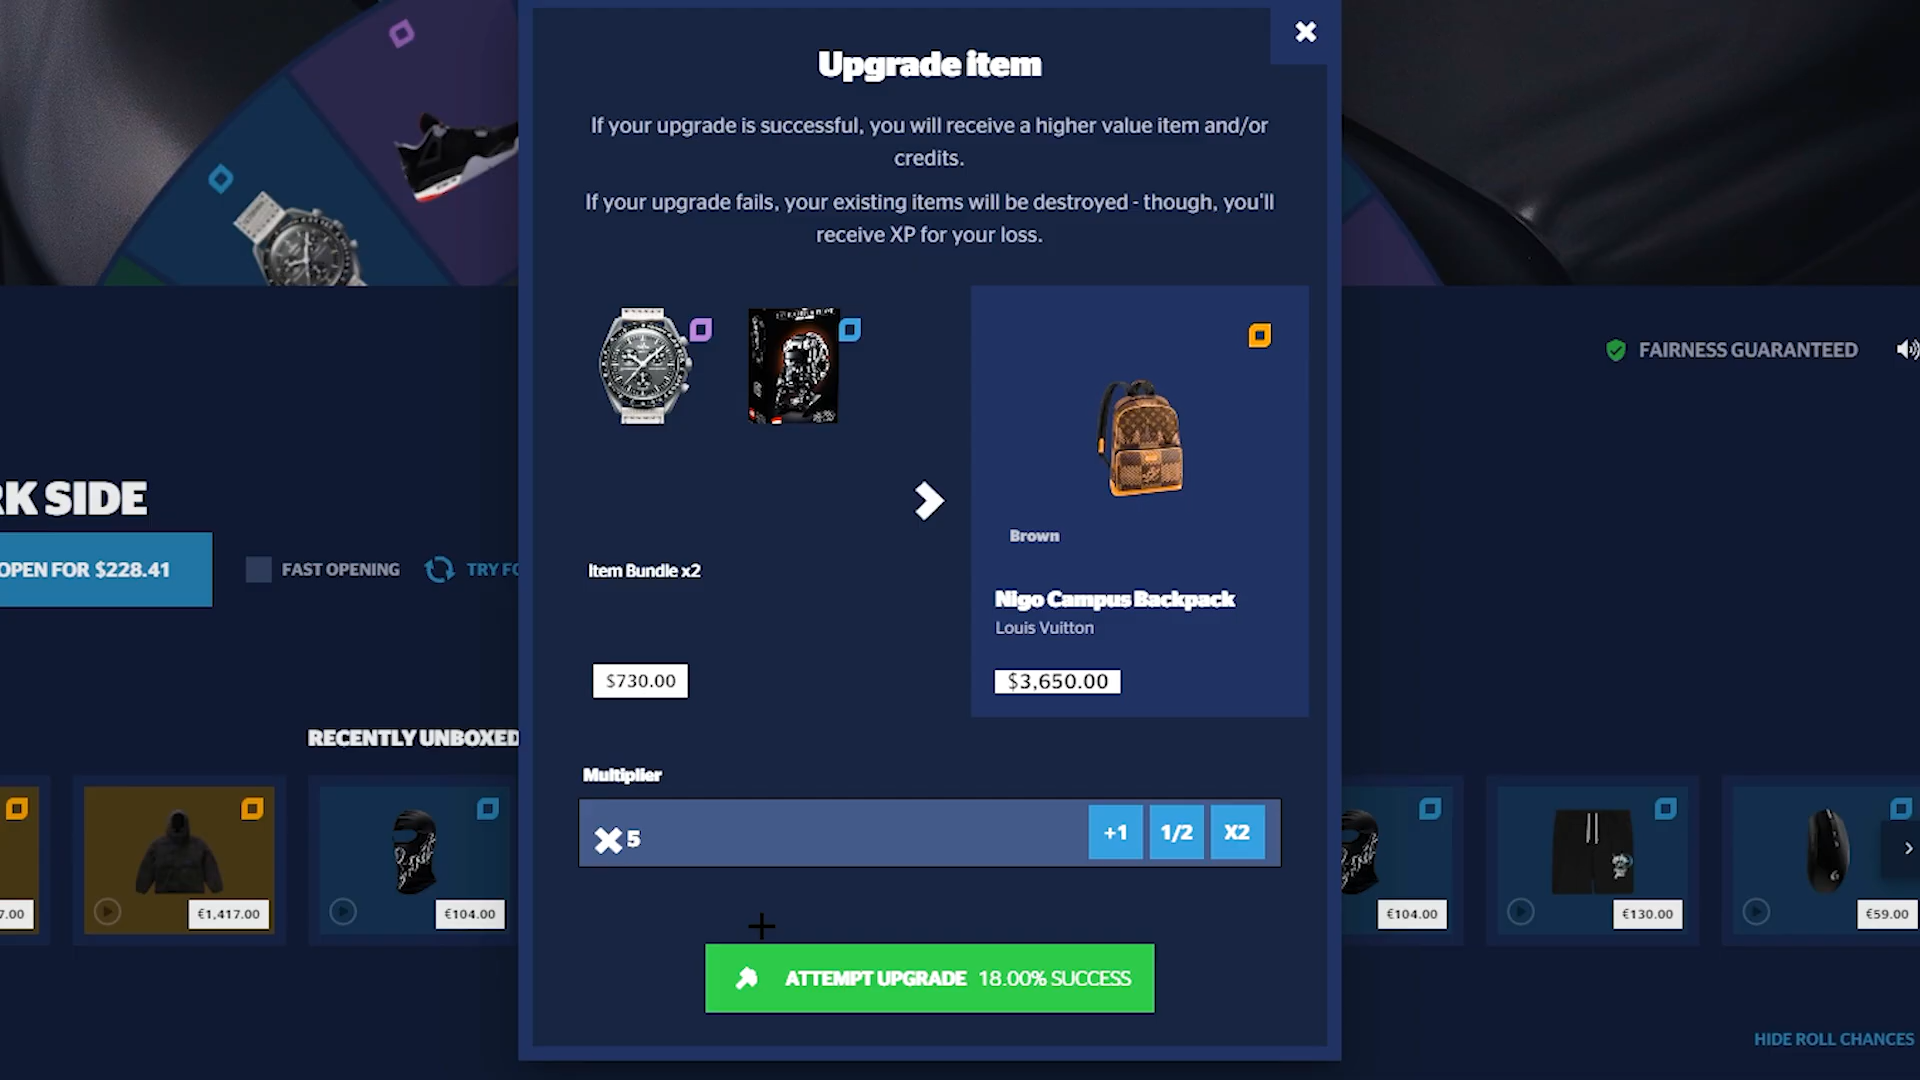 Upgrade item
If your upgrade is successful, you will receive a higher value item and/or
credits.
If your upgrade fails, your existing items will be destroyed - though, you'll
receive XP for your loss.
FAIRNESS GUARANTEED
RK SIDE
OPEN FOR $228.41
FAST OPENING
TRY FO
Brown
Item Bundle x2
Nigo Campus Backpack
Louis Vuitton
$730.00
$3,650.00
RECENTLY UNBOXED
Multiplier
5
+1
1/2
X2
7.00
€1,417.00
€104.00
€104.00
€130.00
€59.00
ATTEMPT UPGRADE 18.00% SUCCESS
HIDE ROLL CHANCES